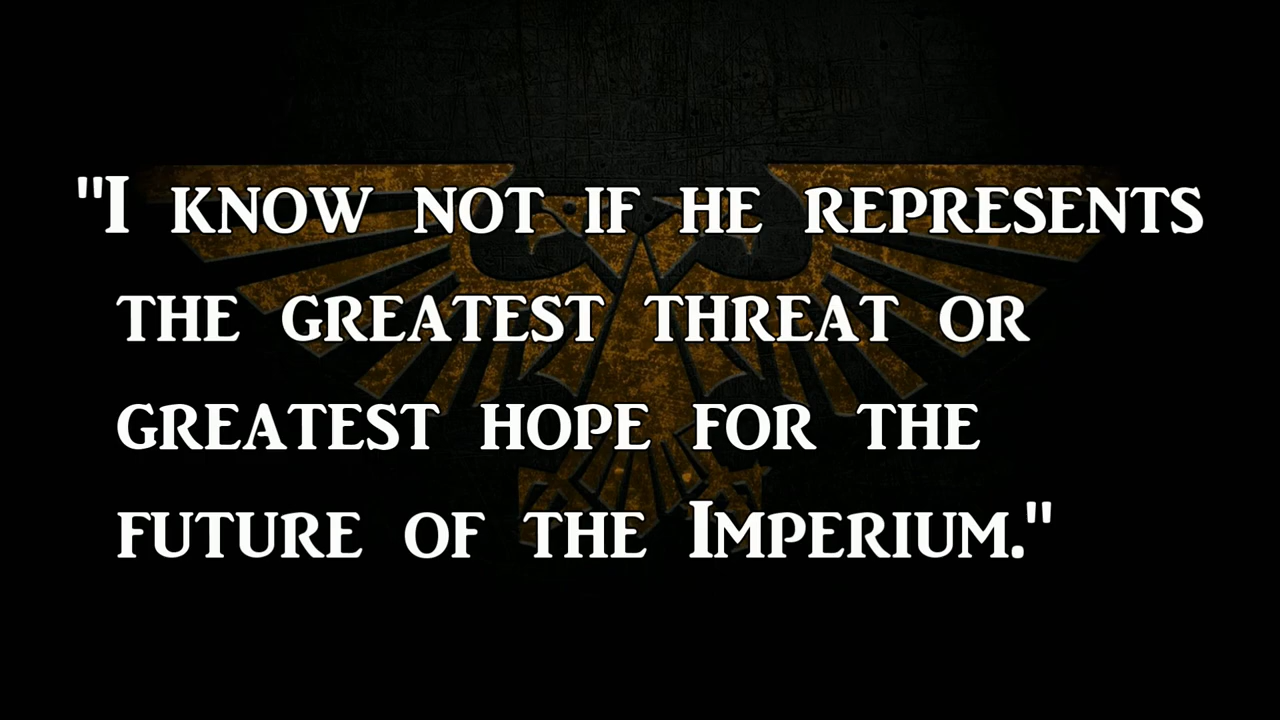 "I know not if he represents
the greatest threat or
greatest hope for the
future of the Imperium."